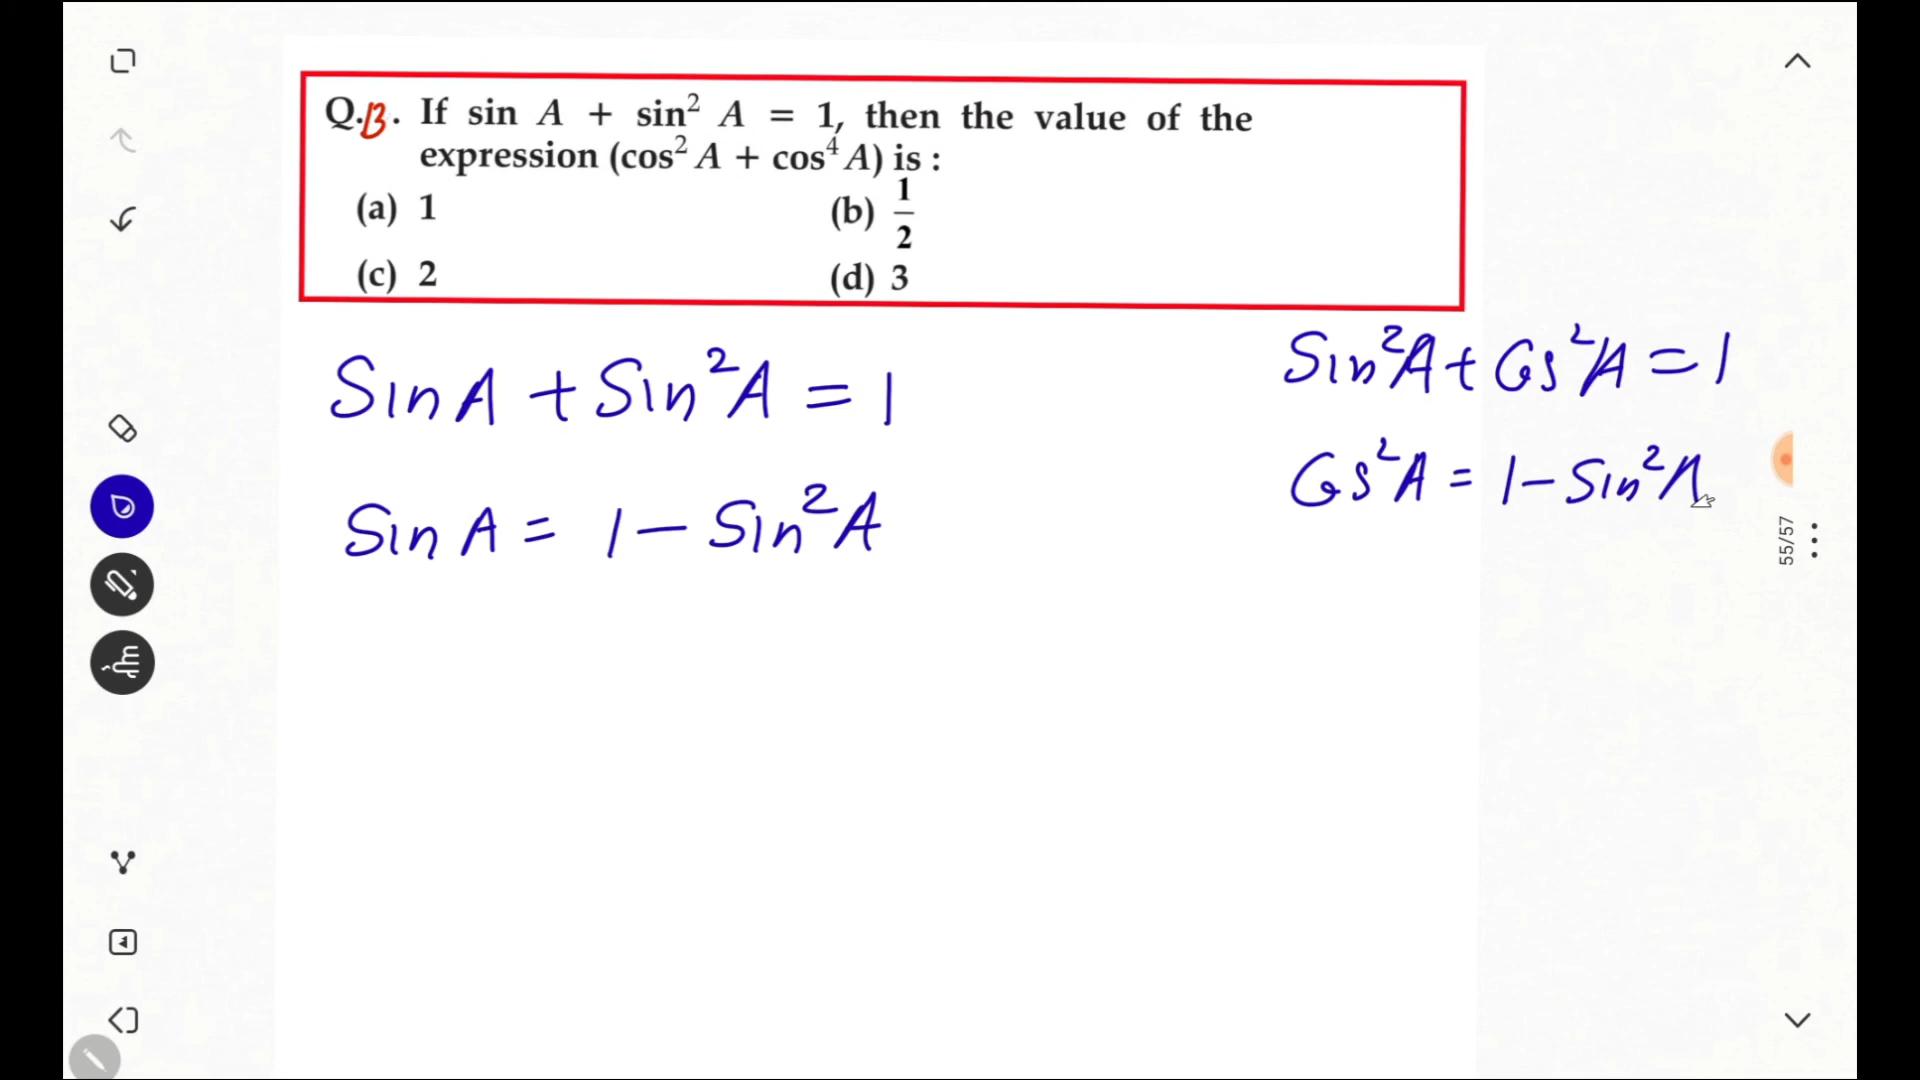 Q.13. If sin A + sin² A = 1, then the value of the
expression (cos² A + cos⁴ A) is :
(a) 1
(b) 1/2
(c) 2
(d) 3
Sin A + Sin²A = 1
Sin A = 1 - Sin²A
Sin²A + Cos²A = 1
Cos²A = 1 - Sin²A
55/57